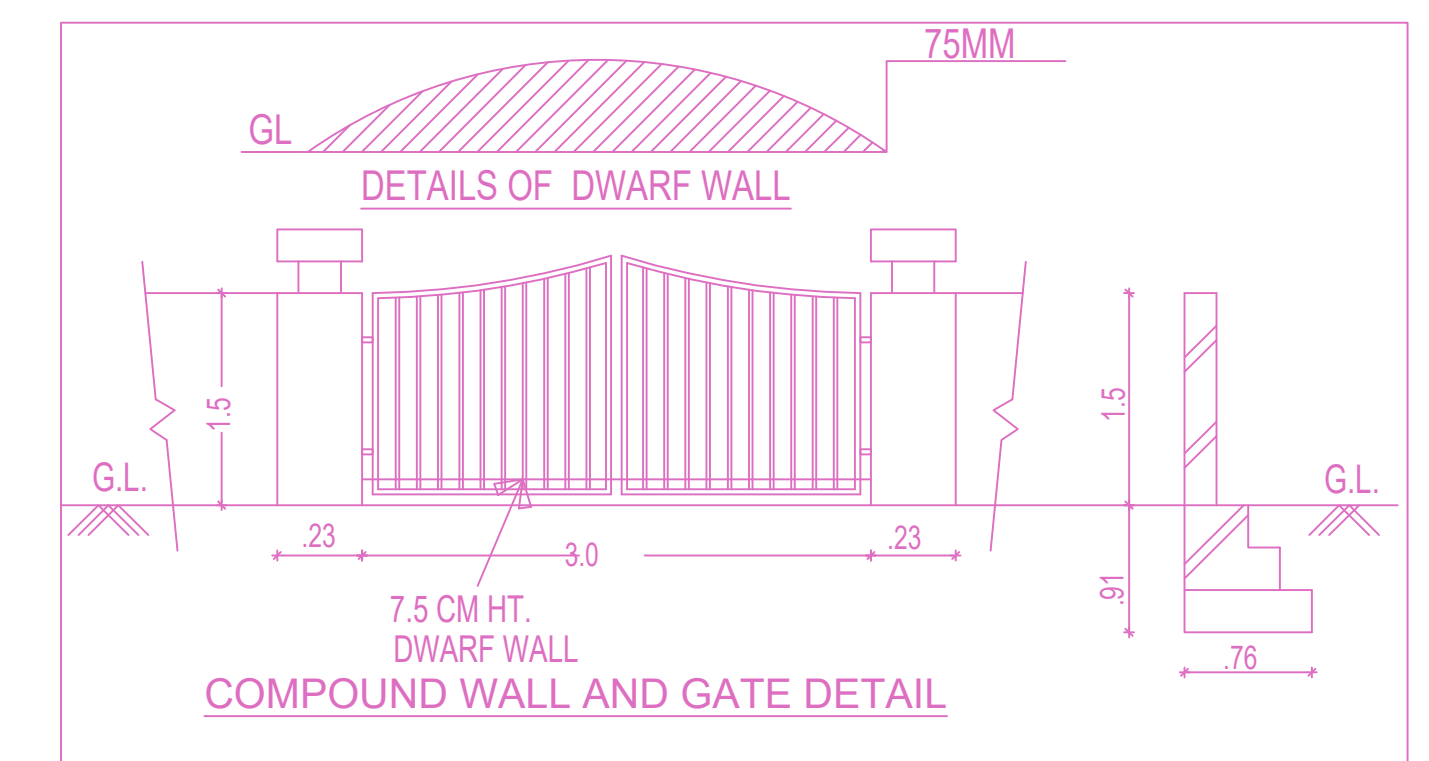 75MM
GL
DETAILS OF DWARF WALL
1.5
1.5
G.L.
G.L.
.23
3.0
.23
.91
7.5 CM HT.
DWARF WALL
.76
COMPOUND WALL AND GATE DETAIL